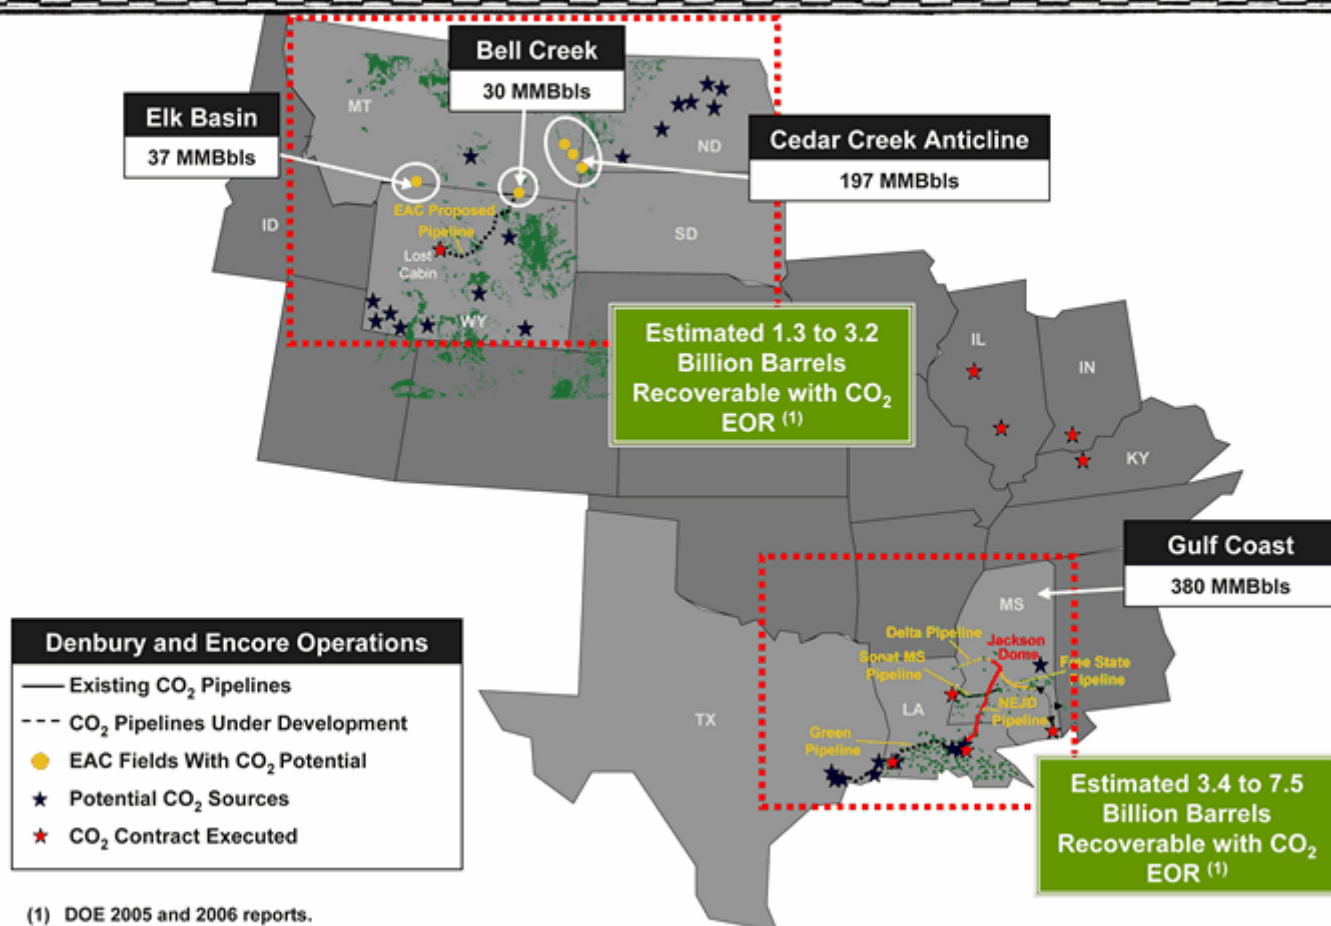 Bell Creek
30 MMBbls
Elk Basin
37 MMBbls
Cedar Creek Anticline
197 MMBbls
MT
ND
ID
SD
EAC Proposed
Pipeline
Lost
Cabin
WY
Estimated 1.3 to 3.2
Billion Barrels
Recoverable with CO₂
EOR (1)
IL
IN
KY
Gulf Coast
380 MMBbls
MS
Delta Pipeline
Jackson
Dome
Sonat MS
Pipeline
Free State
Pipeline
NEJD
Pipeline
TX
LA
Green
Pipeline
Estimated 3.4 to 7.5
Billion Barrels
Recoverable with CO₂
EOR (1)
Denbury and Encore Operations
Existing CO₂ Pipelines
CO₂ Pipelines Under Development
EAC Fields With CO₂ Potential
Potential CO₂ Sources
CO₂ Contract Executed
(1) DOE 2005 and 2006 reports.